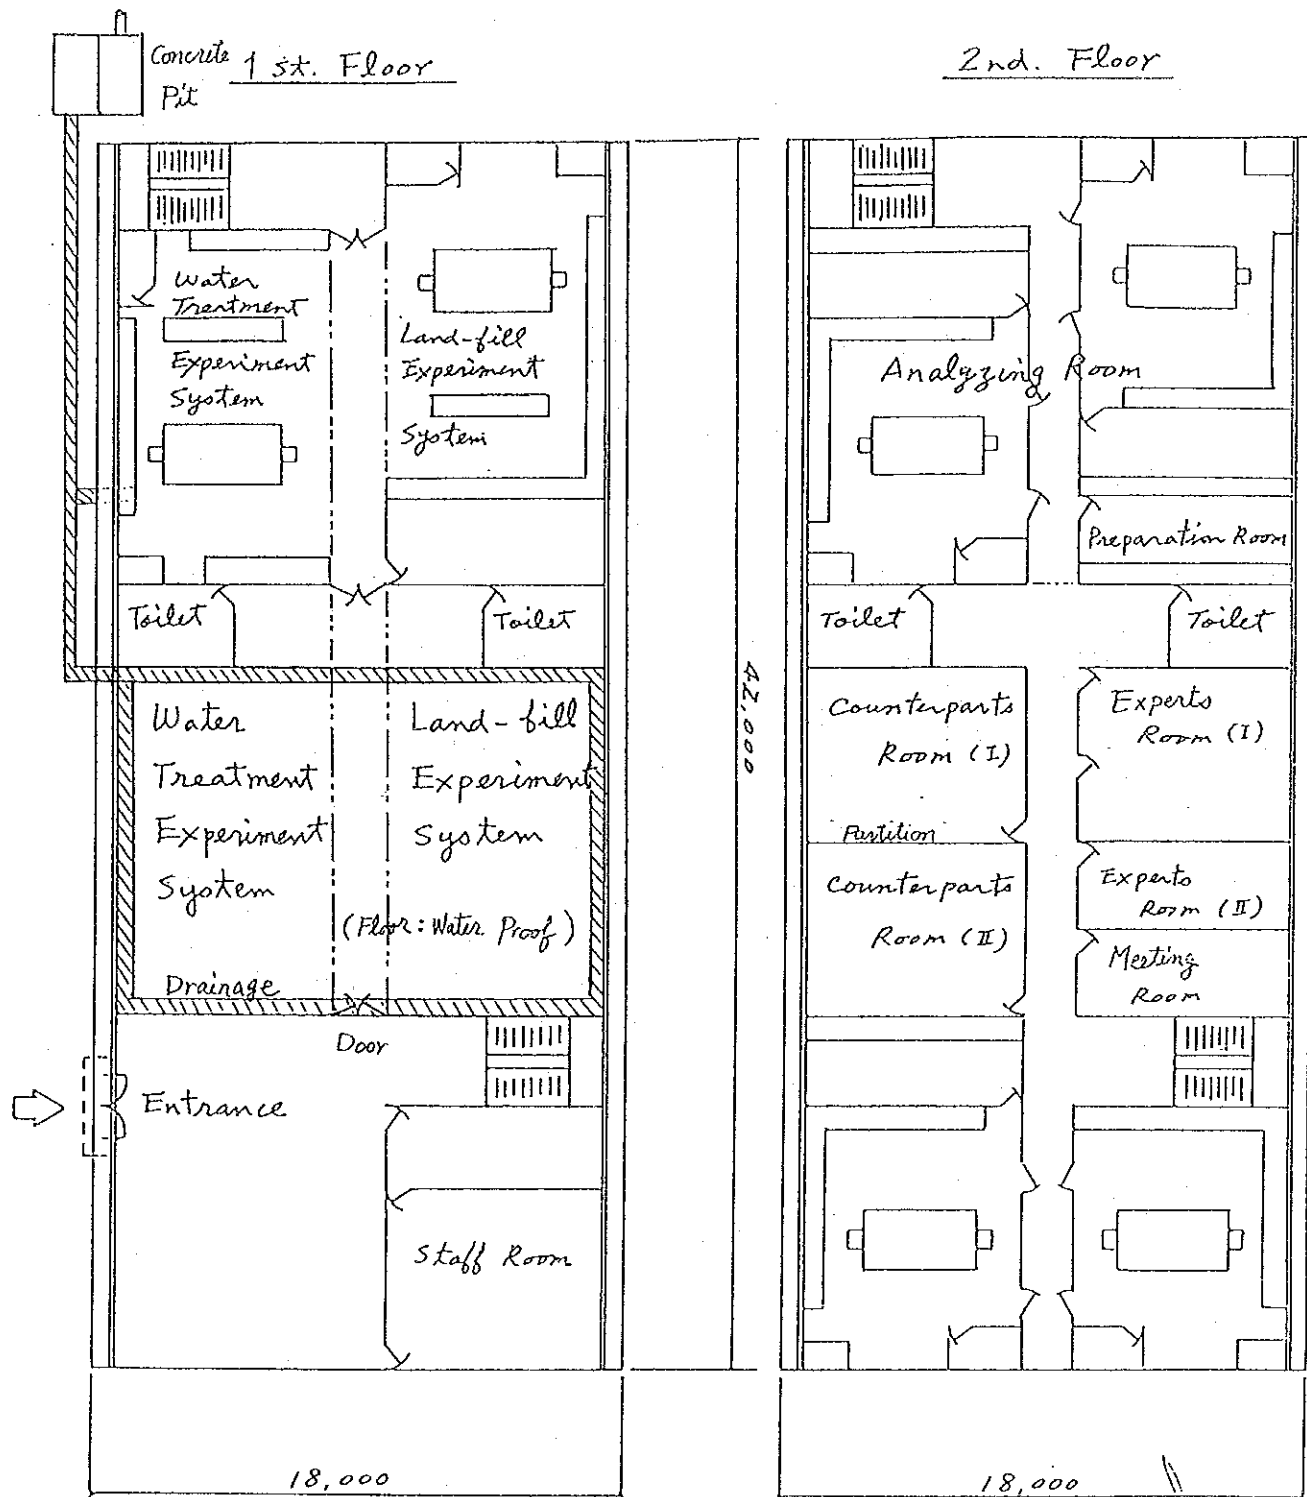 Concrete
Pit
1 st. Floor
2nd. Floor
Water
Treatment
Experiment
System
Land-fill
Experiment
System
Toilet
Toilet
Water
Treatment
Experiment
System
Land-fill
Experiment
System
(Floor: Water Proof)
Drainage
Door
Entrance
Staff Room
18,000
42,000
Analyzing Room
Preparation Room
Toilet
Toilet
Counterparts
Room (I)
Partition
Counterparts
Room (II)
Experts
Room (I)
Experts
Room (II)
Meeting
Room
18,000